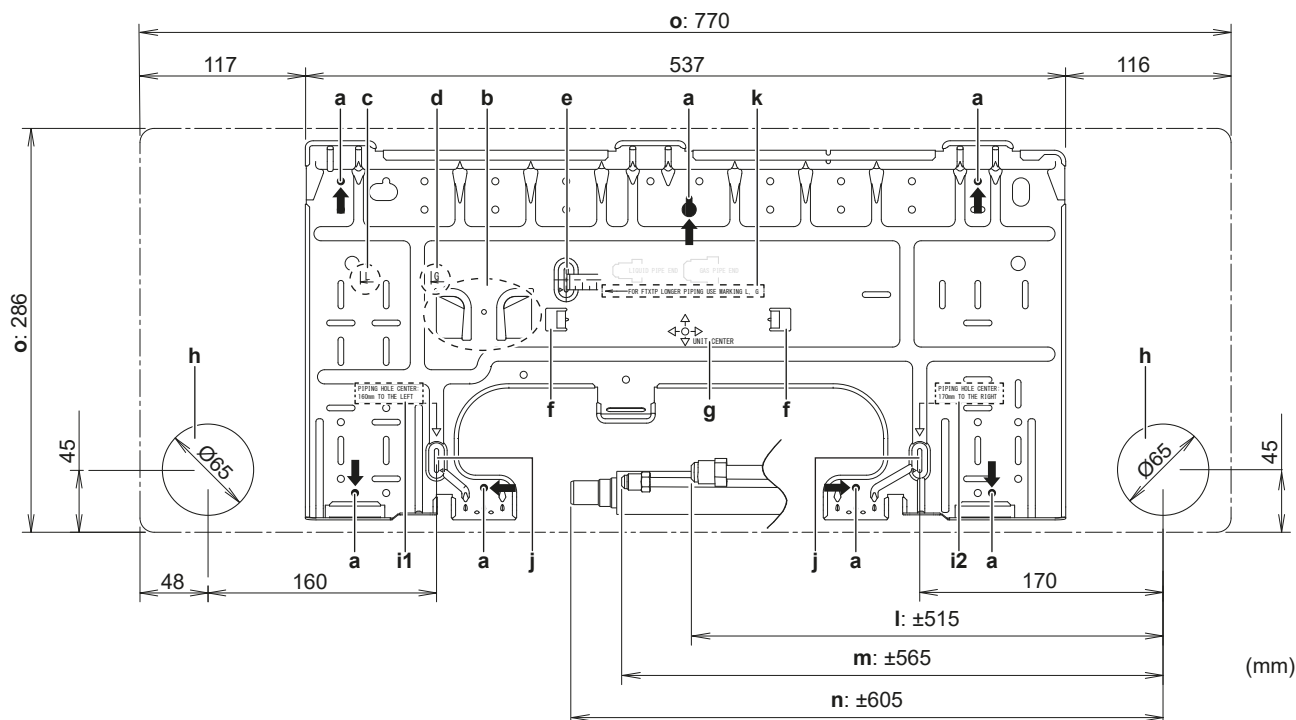 o: 770
117 537 116
a c d b e a k a
LIQUID PIPE END GAS PIPE END
L G
FOR FTXTP LONGER PIPING USE MARKING L, G
o: 286
UNIT CENTER
h h
PIPING HOLE CENTER:
160mm TO THE LEFT
PIPING HOLE CENTER:
170mm TO THE RIGHT
f g f
45 Ø65 Ø65 45
a i1 a j j a i2 a
48 160 170
l: ±515
m: ±565
(mm)
n: ±605